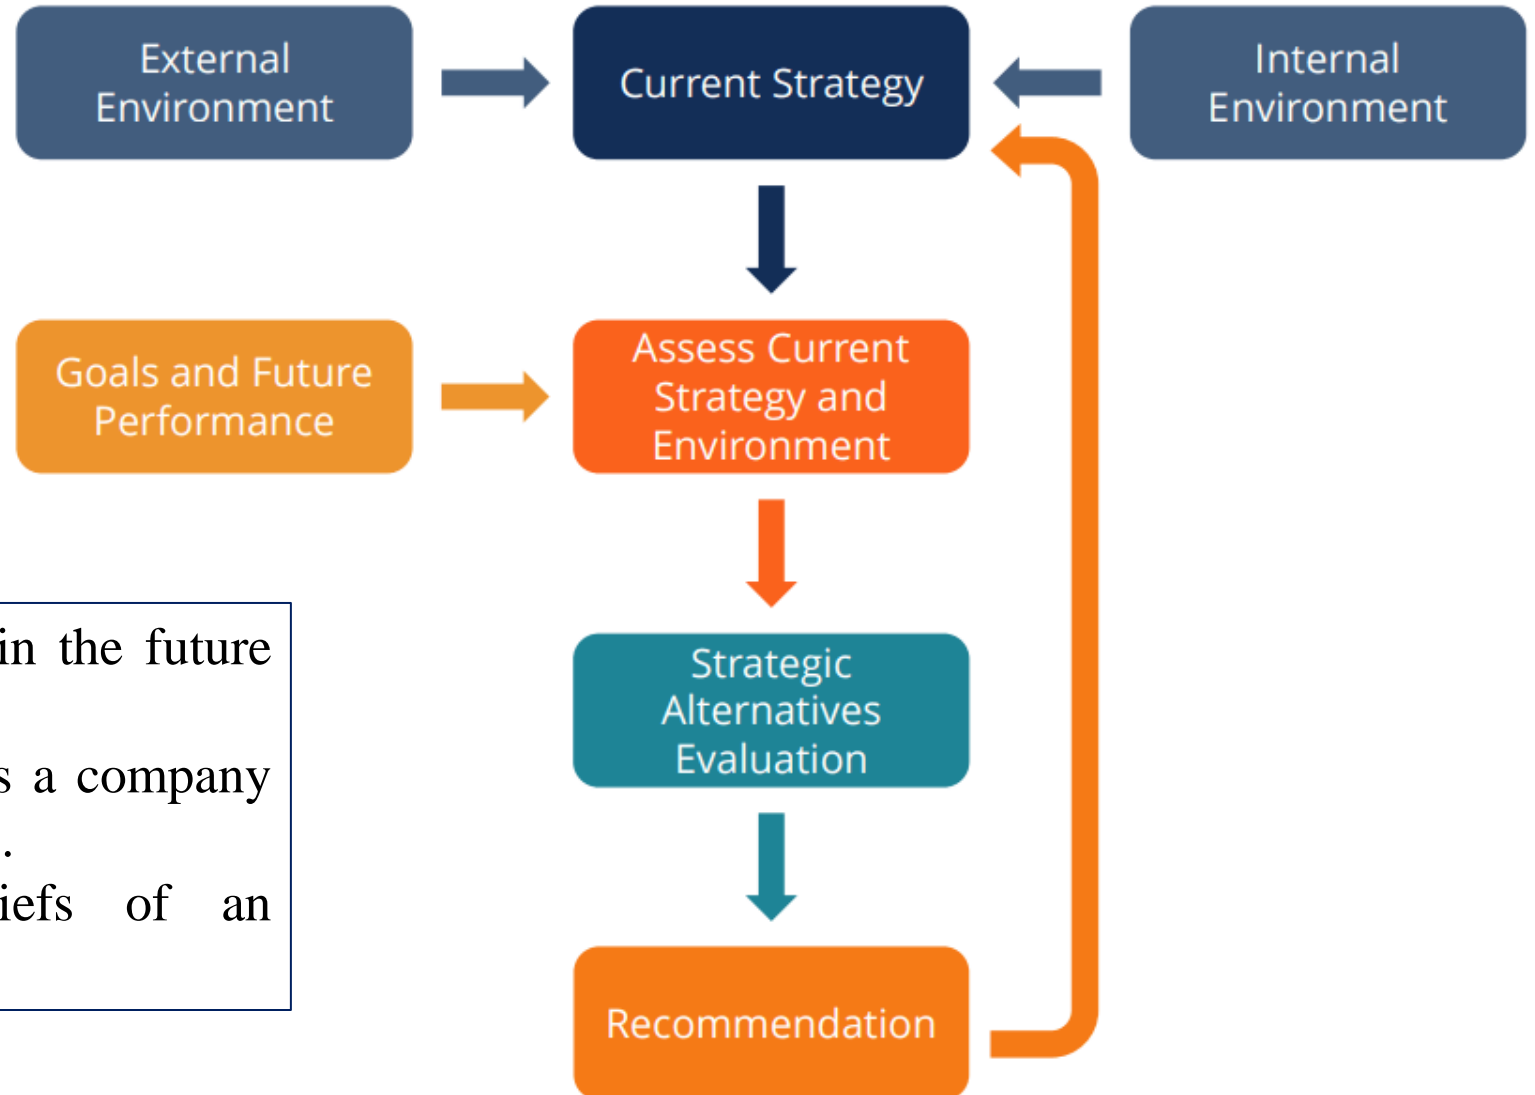 External
Environment
Current Strategy
Internal
Environment
Goals and Future
Performance
Assess Current
Strategy and
Environment
in the future
a company
.
of an
Strategic
Alternatives
Evaluation
Recommendation